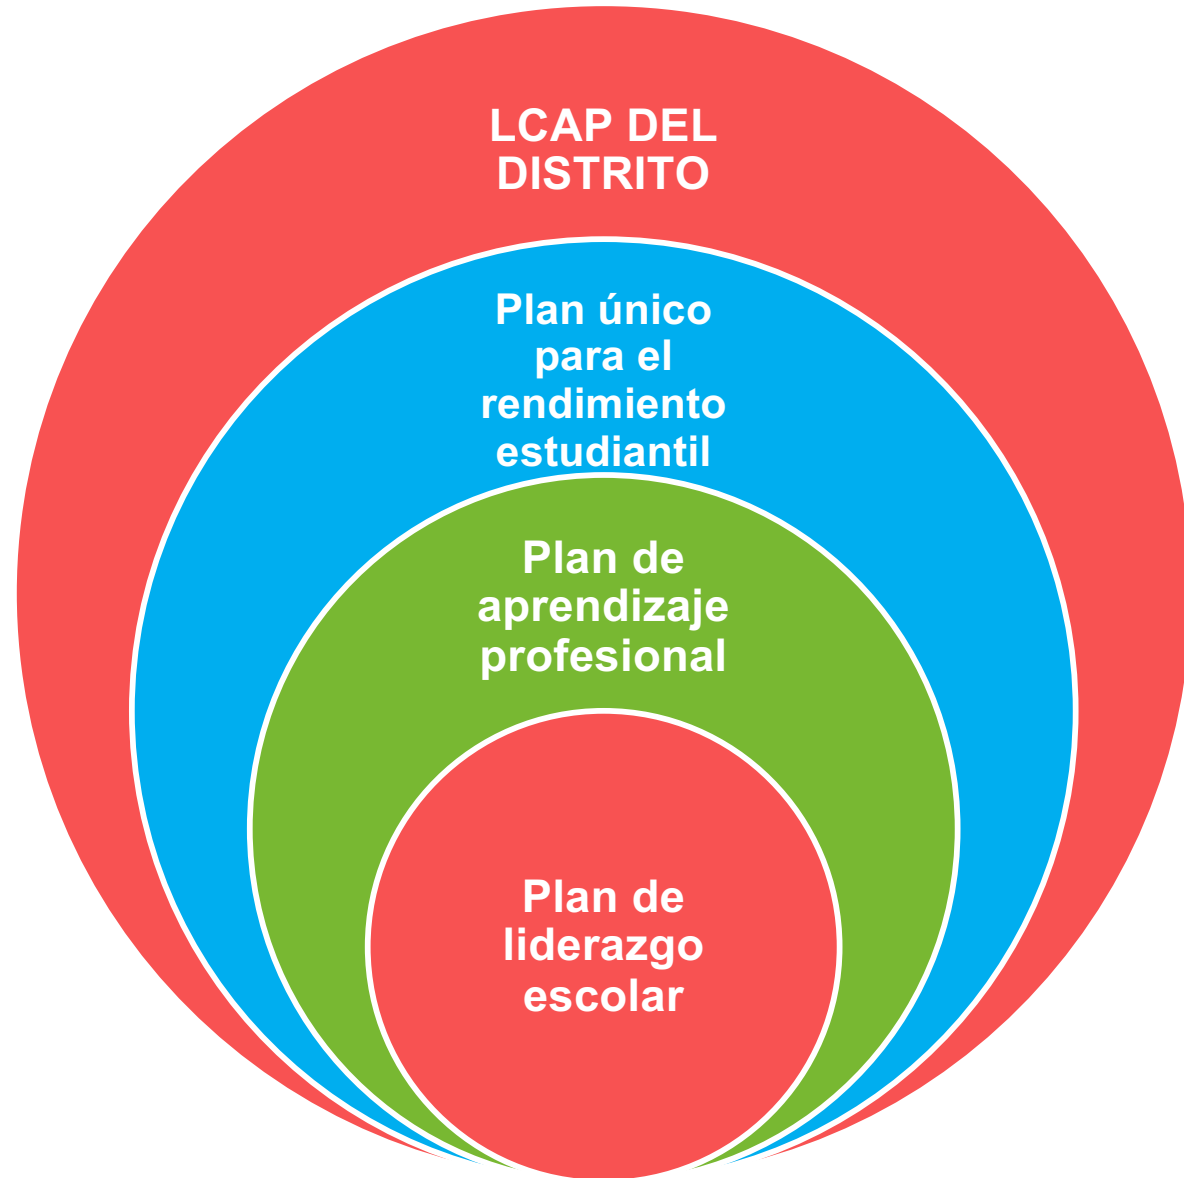 LCAP DEL
DISTRITO
Plan único
para el
rendimiento
estudiantil
Plan de
aprendizaje
profesional
Plan de
liderazgo
escolar